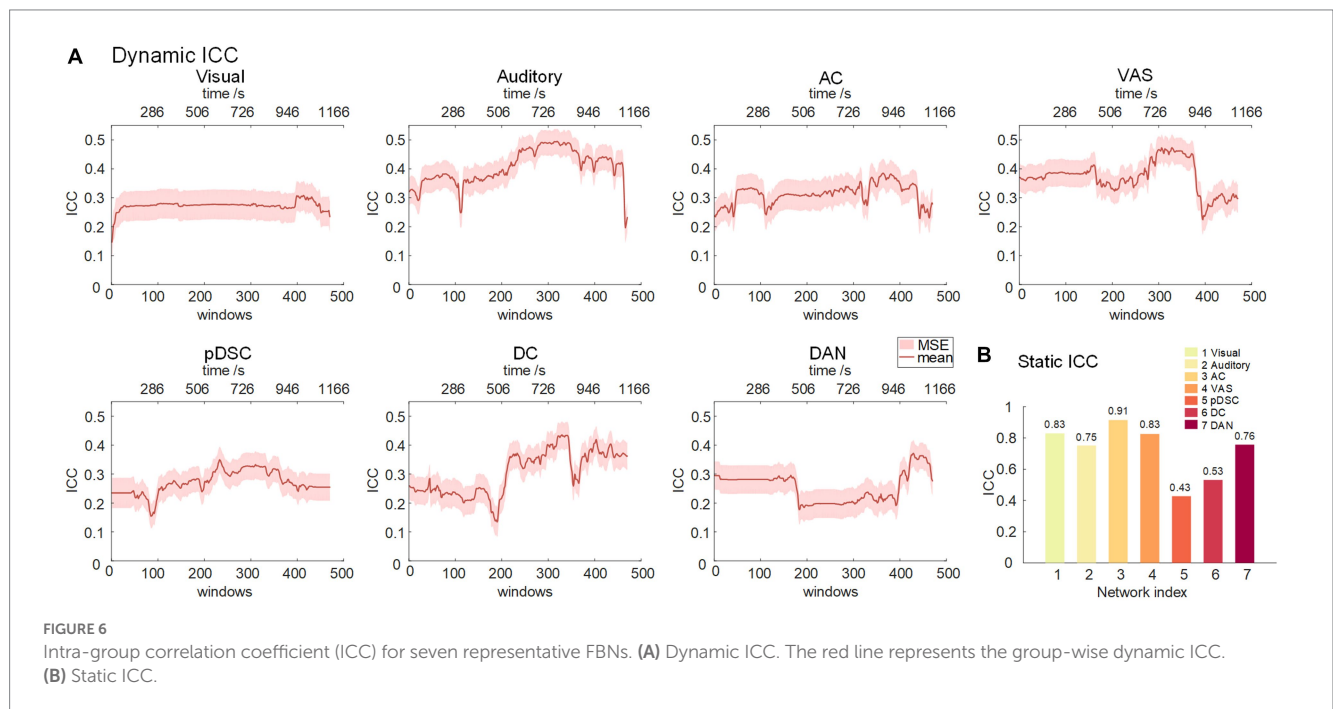 A Dynamic ICC
Visual
time /s
286 506 726 946 1166
ICC
0.5
0.4
0.3
0.2
0.1
0
0 100 200 300 400 500
windows
Auditory
time /s
286 506 726 946 1166
ICC
0.5
0.4
0.3
0.2
0.1
0
0 100 200 300 400 500
windows
AC
time /s
286 506 726 946 1166
ICC
0.5
0.4
0.3
0.2
0.1
0
0 100 200 300 400 500
windows
VAS
time /s
286 506 726 946 1166
ICC
0.5
0.4
0.3
0.2
0.1
0
0 100 200 300 400 500
windows
pDSC
time /s
286 506 726 946 1166
ICC
0.5
0.4
0.3
0.2
0.1
0
0 100 200 300 400 500
windows
DC
time /s
286 506 726 946 1166
ICC
0.5
0.4
0.3
0.2
0.1
0
0 100 200 300 400 500
windows
DAN
time /s
286 506 726 946 1166
MSE
mean
ICC
0.5
0.4
0.3
0.2
0.1
0
0 100 200 300 400 500
windows
B Static ICC
1 Visual
2 Auditory
3 AC
4 VAS
5 pDSC
6 DC
7 DAN
ICC
1
0.8
0.6
0.4
0.2
0
0.83
0.75
0.91
0.83
0.43
0.53
0.76
1 2 3 4 5 6 7
Network index
FIGURE 6
Intra-group correlation coefficient (ICC) for seven representative FBNs. (A) Dynamic ICC. The red line represents the group-wise dynamic ICC.
(B) Static ICC.